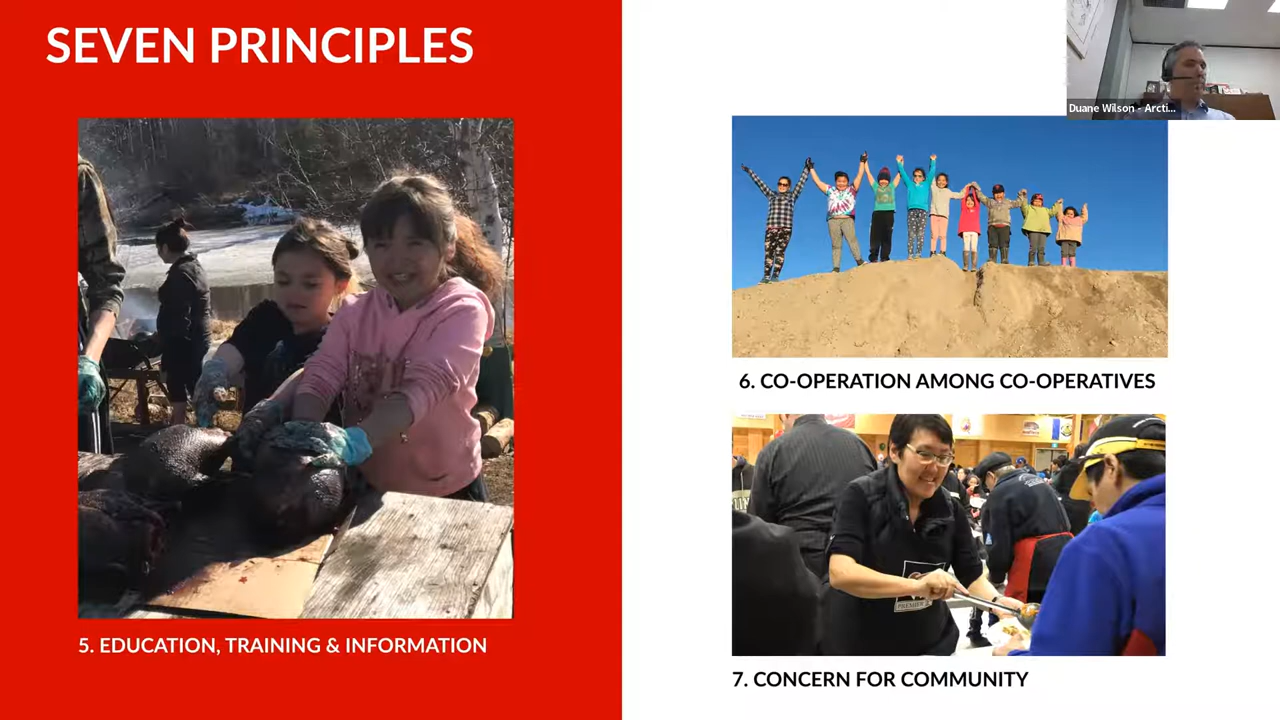 SEVEN PRINCIPLES
Duane Wilson - Arcti...
5. EDUCATION, TRAINING & INFORMATION
6. CO-OPERATION AMONG CO-OPERATIVES
PREMIER
7. CONCERN FOR COMMUNITY